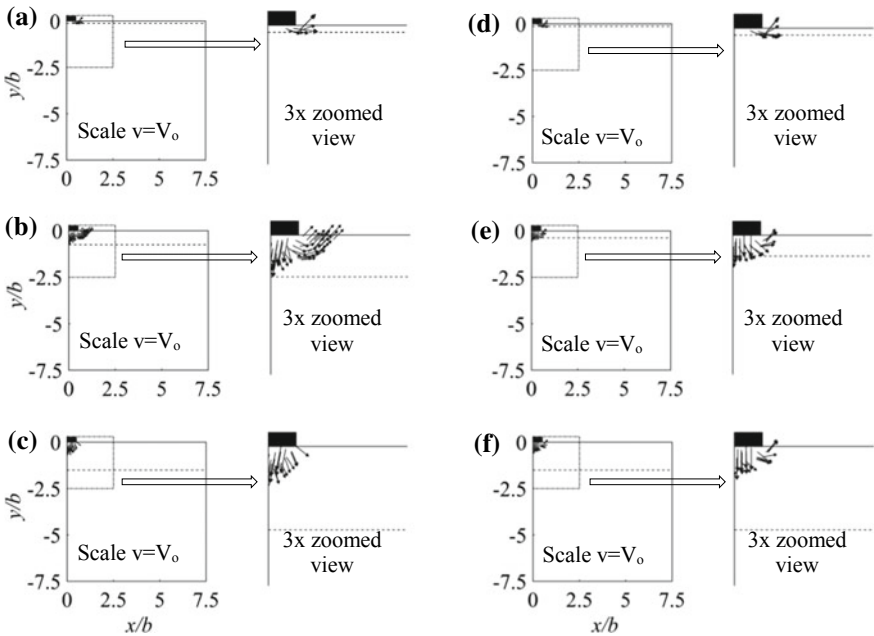 (a)
0
-2.5
-5
-7.5
y/b
Scale v=Vₒ
0 2.5 5 7.5
3x zoomed
view
(d)
0
-2.5
-5
-7.5
Scale v=Vₒ
0 2.5 5 7.5
3x zoomed
view
(b)
0
-2.5
-5
-7.5
y/b
Scale v=Vₒ
0 2.5 5 7.5
3x zoomed
view
(e)
0
-2.5
-5
-7.5
Scale v=Vₒ
0 2.5 5 7.5
3x zoomed
view
(c)
0
-2.5
-5
-7.5
y/b
Scale v=Vₒ
0 2.5 5 7.5
x/b
3x zoomed
view
(f)
0
-2.5
-5
-7.5
Scale v=Vₒ
0 2.5 5 7.5
x/b
3x zoomed
view